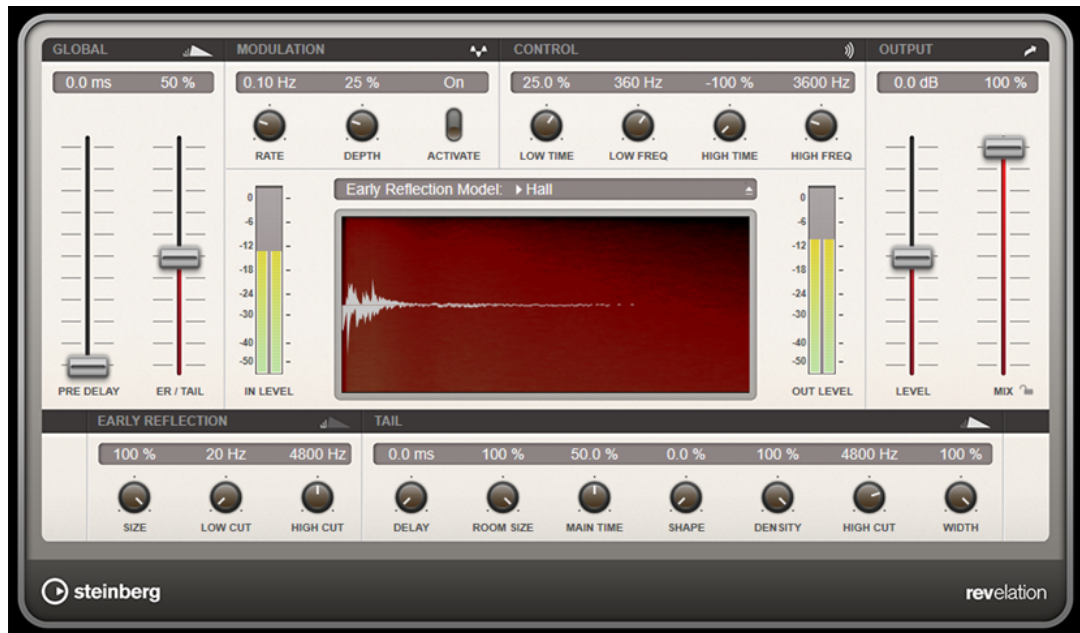 GLOBAL MODULATION CONTROL OUTPUT
0.0 ms 50 % 0.10 Hz 25 % On 25.0 % 360 Hz -100 % 3600 Hz 0.0 dB 100 %
RATE DEPTH ACTIVATE LOW TIME LOW FREQ HIGH TIME HIGH FREQ
Early Reflection Model: Hall
0 0
-6 -6
-12 -12
-18 -18
-24 -24
-30 -30
-40 -40
-50 -50
PRE DELAY ER / TAIL IN LEVEL OUT LEVEL LEVEL MIX
EARLY REFLECTION TAIL
100 % 20 Hz 4800 Hz 0.0 ms 100 % 50.0 % 0.0 % 100 % 4800 Hz 100 %
SIZE LOW CUT HIGH CUT DELAY ROOM SIZE MAIN TIME SHAPE DENSITY HIGH CUT WIDTH
steinberg revelation